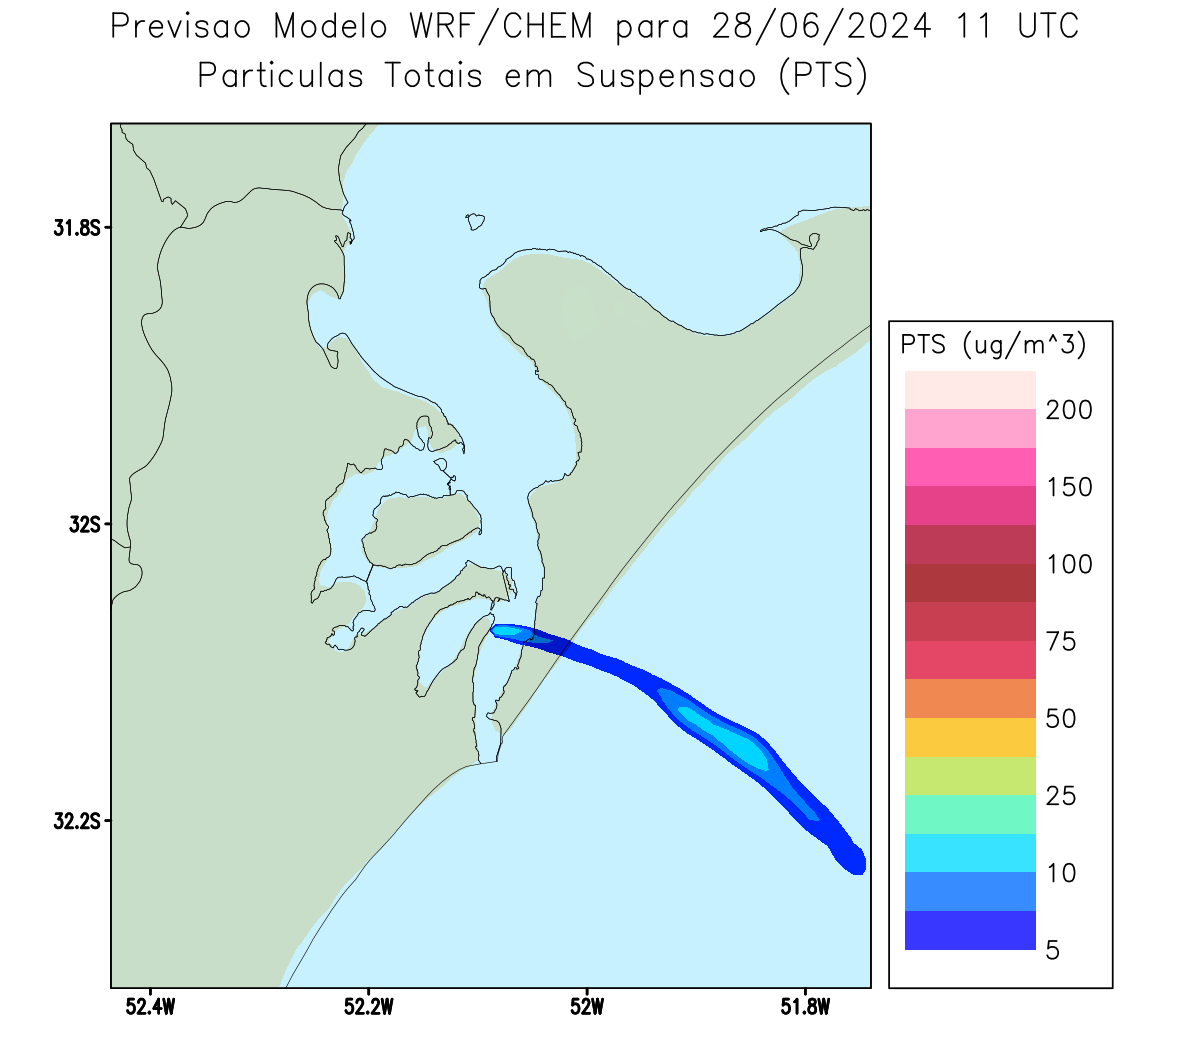 Previsao Modelo WRF/CHEM para 28/06/2024 11 UTC
Particulas Totais em Suspensao (PTS)
31.8S
32S
32.2S
52.4W
52.2W
52W
51.8W
PTS (ug/m^3)
200
150
100
75
50
25
10
5